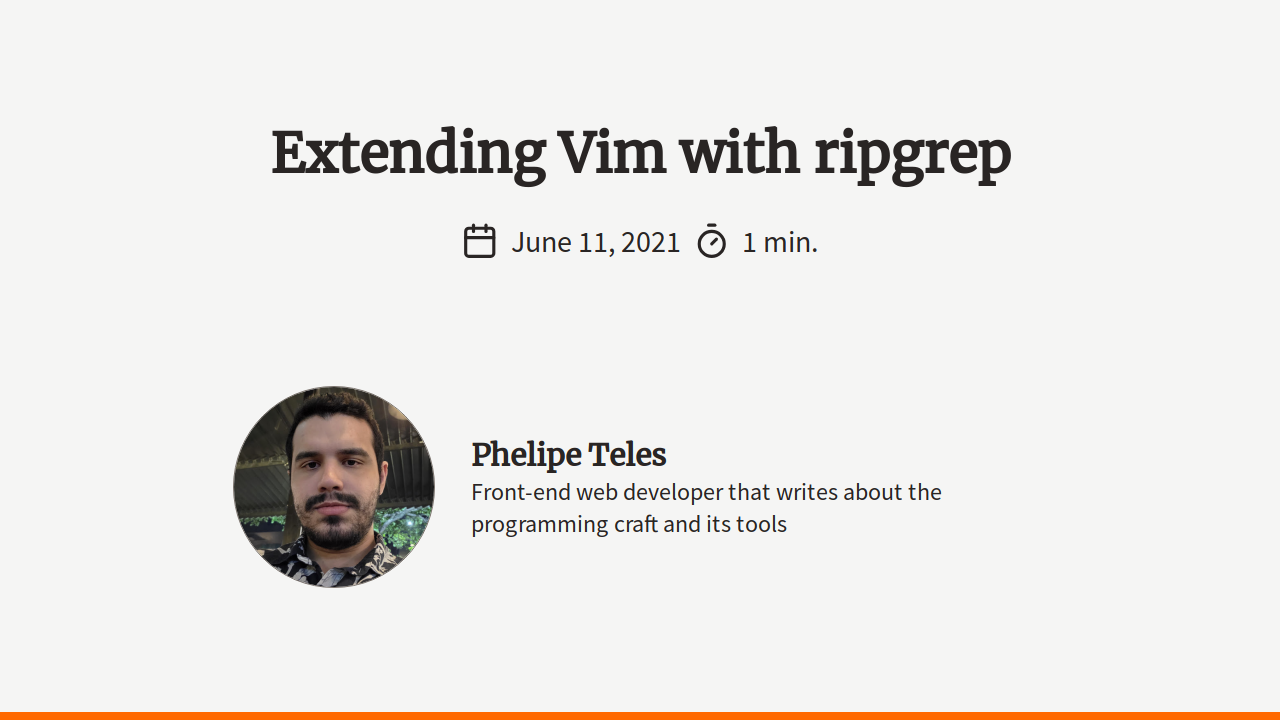 Extending Vim with ripgrep
June 11, 2021 1 min.
Phelipe Teles
Front-end web developer that writes about the
programming craft and its tools